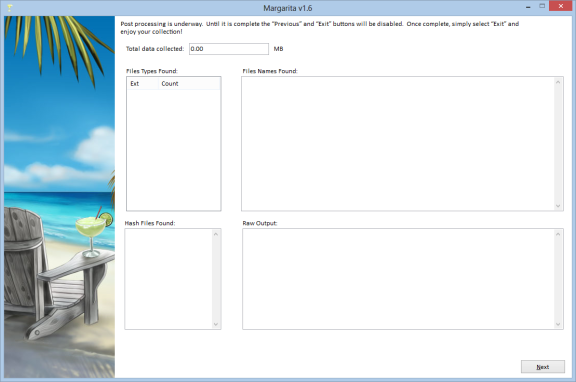 Margarita v1.6
Post processing is underway. Until it is complete the "Previous" and "Exit" buttons will be disabled. Once complete, simply select "Exit" and
enjoy your collection!
Total data collected: 0.00 MB
Files Types Found: Files Names Found:
Ext Count
Hash Files Found: Raw Output:
Next